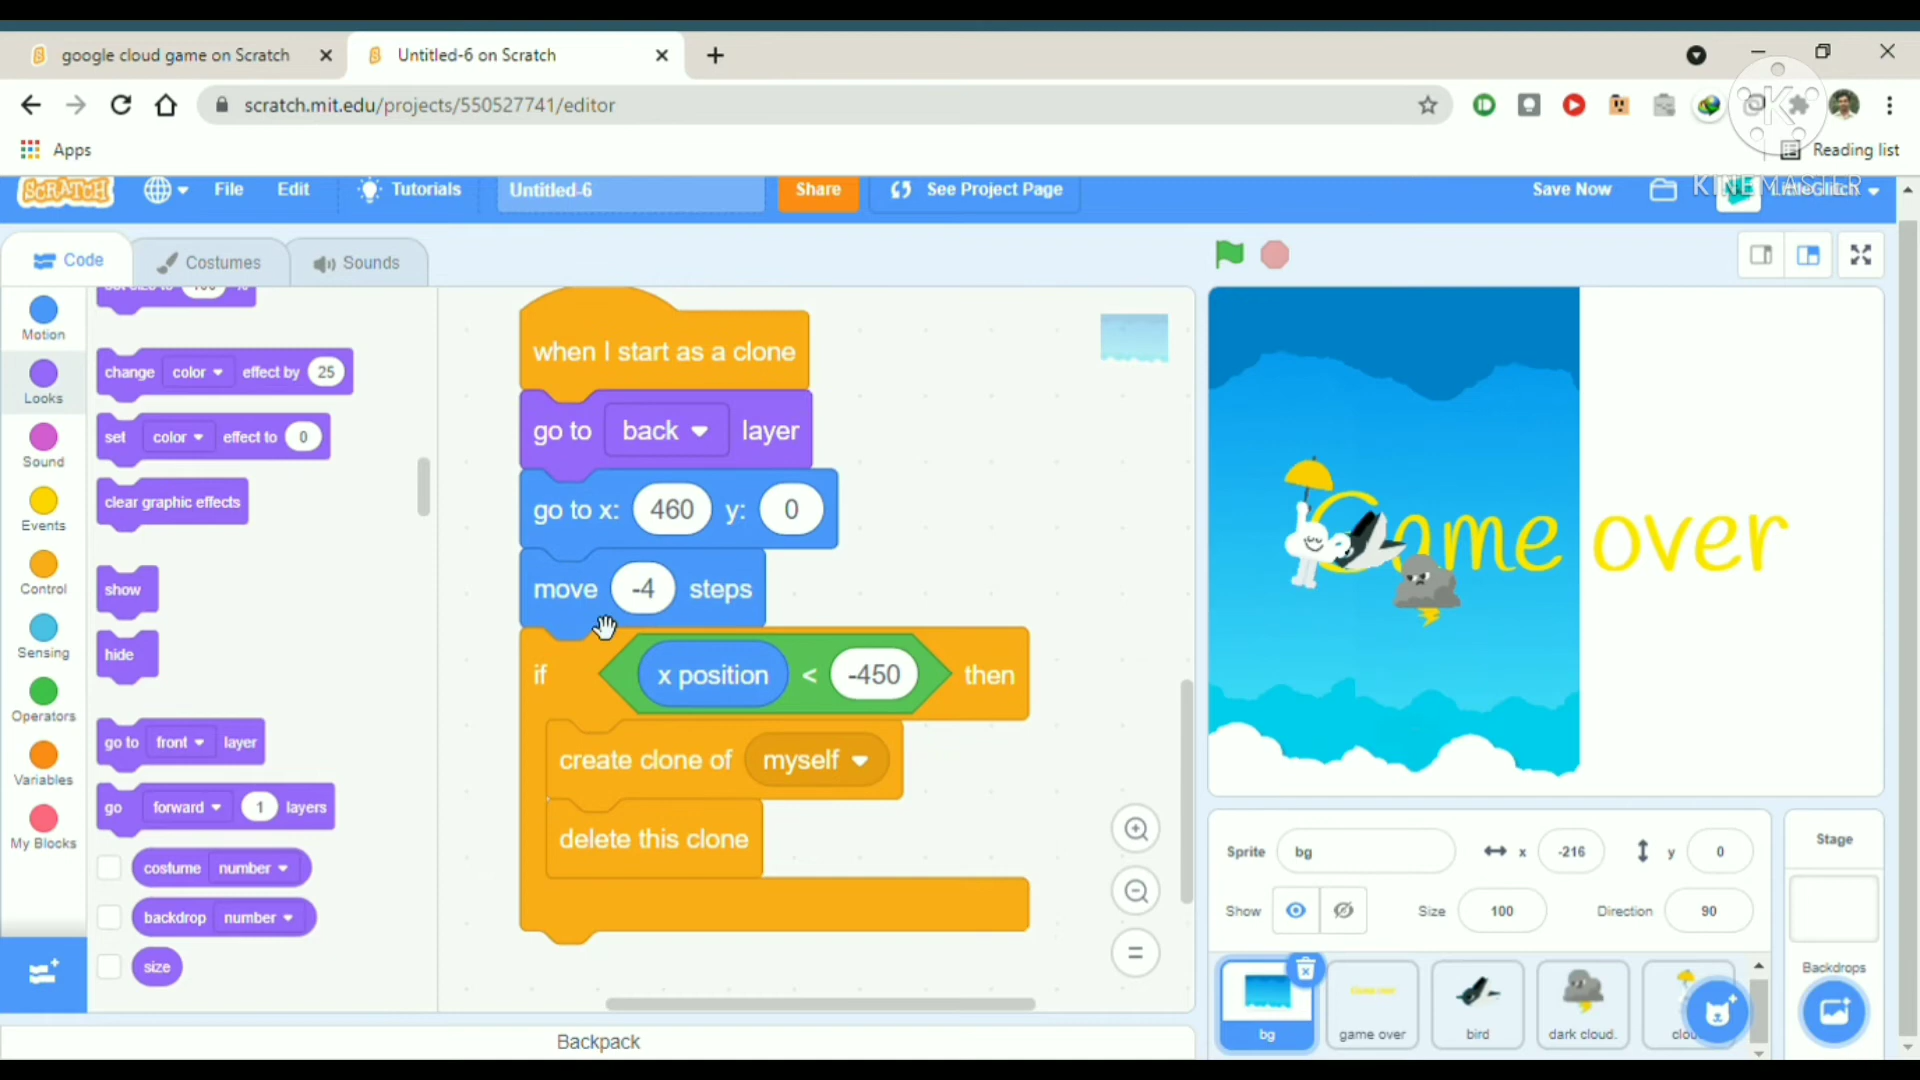 google cloud game on Scratch
Untitled-6 on Scratch
scratch.mit.edu/projects/550527741/editor
Apps
Reading list
KINEMASTER
SCRATCH
File
Edit
Tutorials
Untitled-6
Share
See Project Page
Save Now
Code
Costumes
Sounds
Motion
Looks
Sound
Events
Control
Sensing
Operators
Variables
My Blocks
set size to 100 %
change color effect by 25
set color effect to 0
clear graphic effects
show
hide
go to front layer
go forward 1 layers
costume number
backdrop number
size
when I start as a clone
go to back layer
go to x: 460 y: 0
move -4 steps
if x position < -450 then
create clone of myself
delete this clone
Game over
Sprite bg x -216 y 0
Show Size 100 Direction 90
bg
game over
bird
dark cloud.
Stage
Backdrops
Backpack